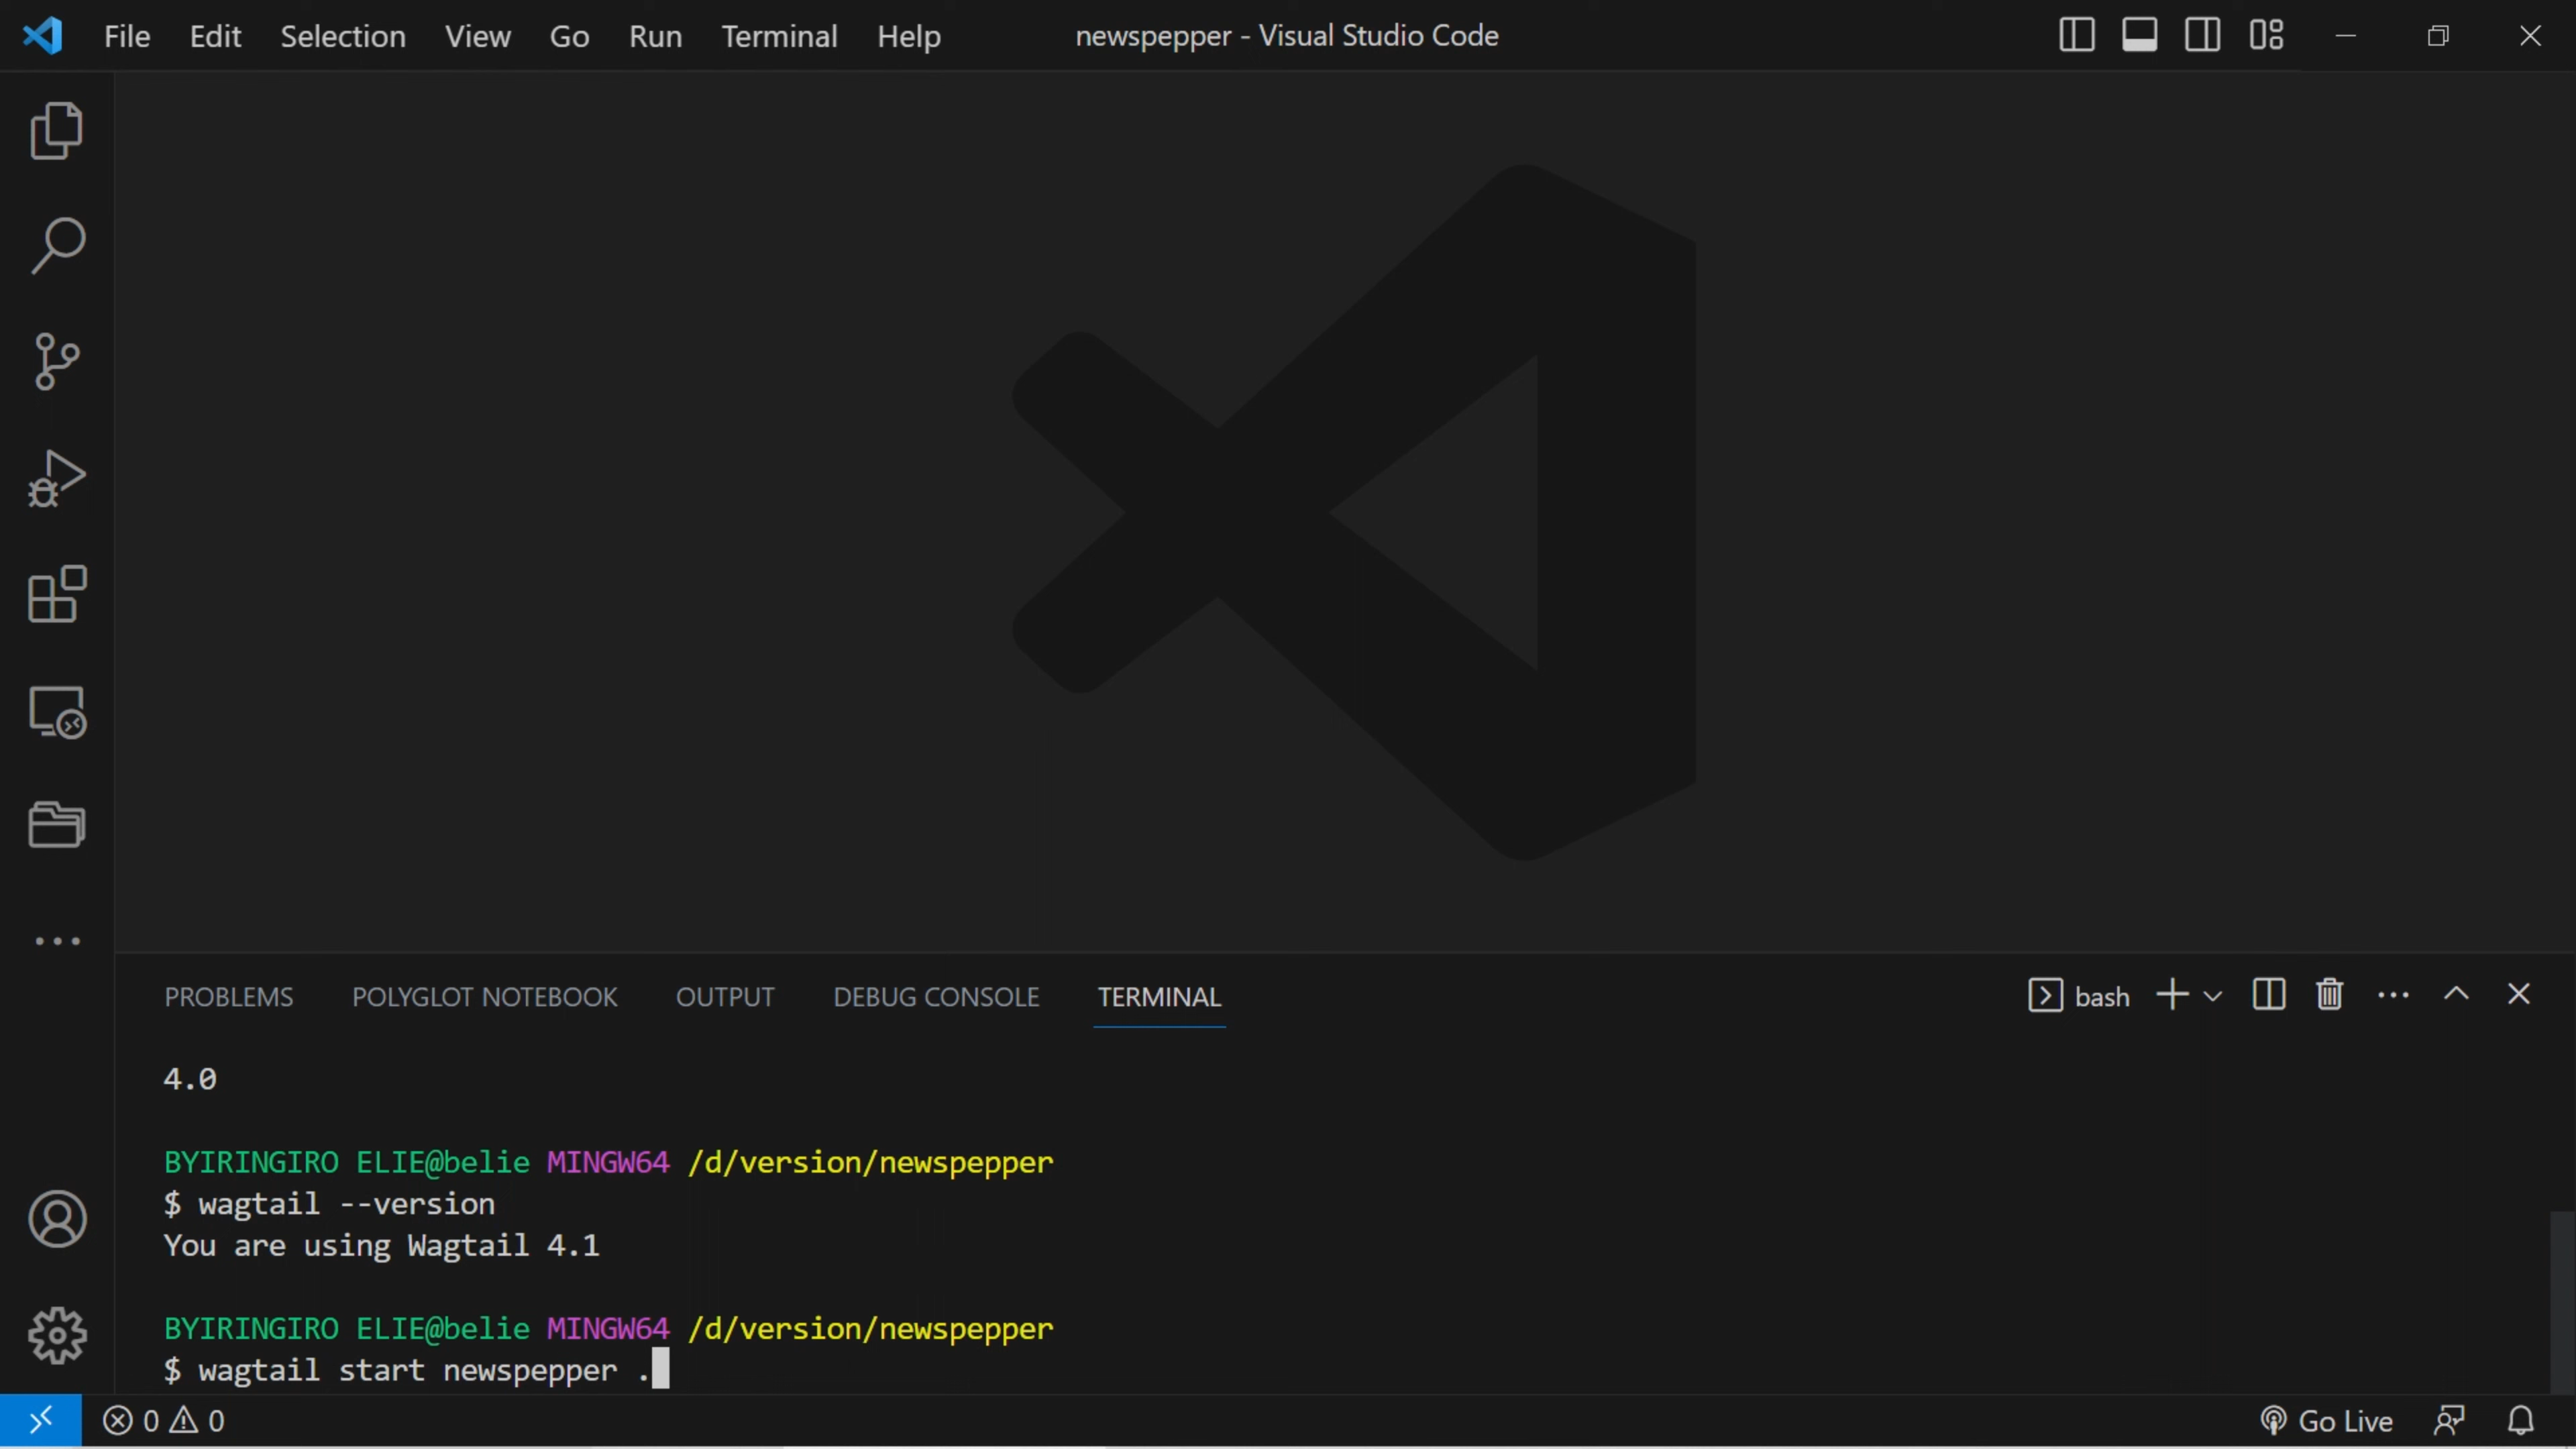 File Edit Selection View Go Run Terminal Help newspepper - Visual Studio Code
PROBLEMS POLYGLOT NOTEBOOK OUTPUT DEBUG CONSOLE TERMINAL bash
4.0
BYIRINGIRO ELIE@belie MINGW64 /d/version/newspepper
$ wagtail --version
You are using Wagtail 4.1
BYIRINGIRO ELIE@belie MINGW64 /d/version/newspepper
$ wagtail start newspepper .
0 0 Go Live